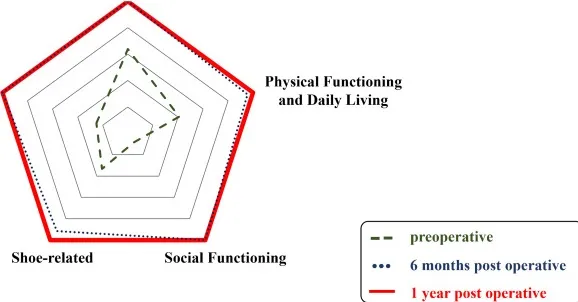 Physical Functioning
and Daily Living
Shoe-related
Social Functioning
preoperative
6 months post operative
1 year post operative